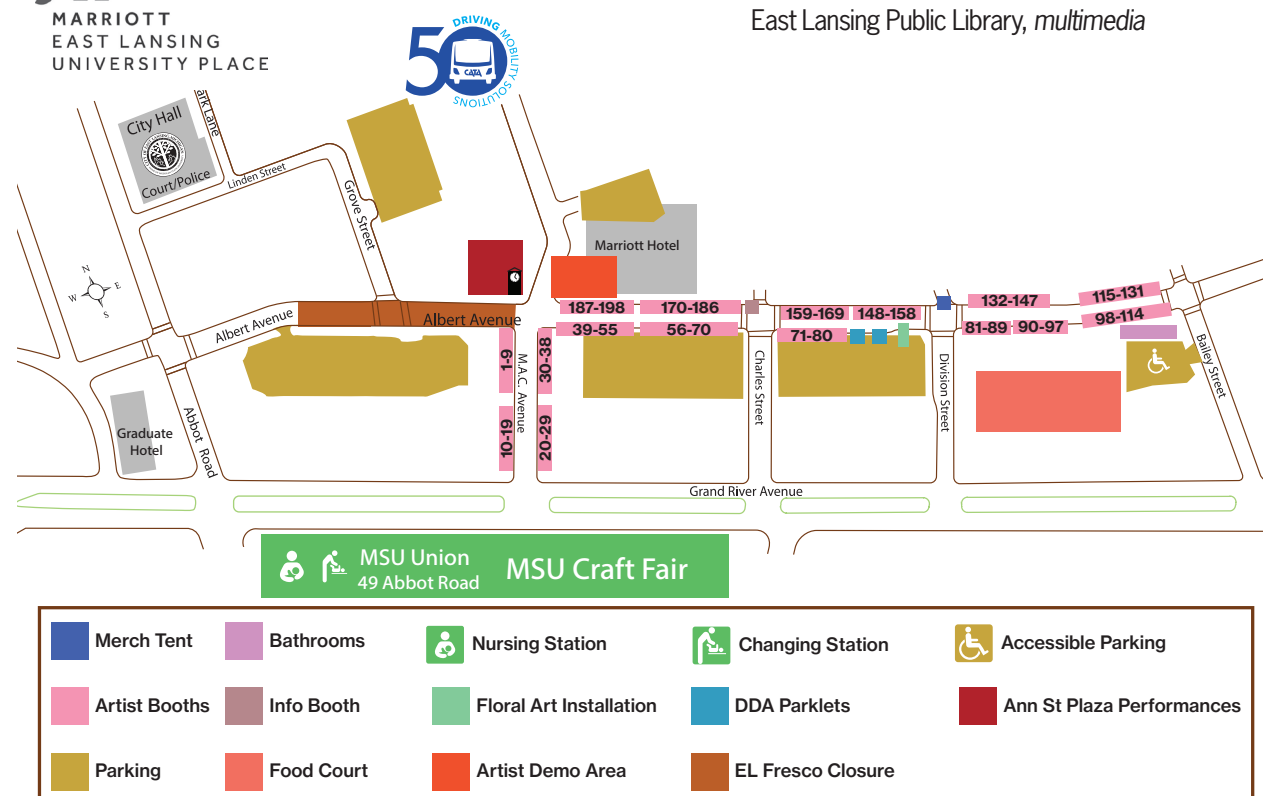 MARRIOTT
EAST LANSING
UNIVERSITY PLACE
50
DRIVING MOBILITY SOLUTIONS
CATA
East Lansing Public Library, multimedia
City Hall
Court/Police
ark Lane
Linden Street
Grove Street
N
W E
S
Marriott Hotel
Albert Avenue
Albert Avenue
187-198
170-186
159-169
148-158
132-147
115-131
39-55
56-70
71-80
81-89
90-97
98-114
1-9
10-19
M.A.C. Avenue
30-38
20-29
Charles Street
Division Street
Bailey Street
Graduate
Hotel
Abbot Road
Grand River Avenue
MSU Union
49 Abbot Road
MSU Craft Fair
Merch Tent
Bathrooms
Nursing Station
Changing Station
Accessible Parking
Artist Booths
Info Booth
Floral Art Installation
DDA Parklets
Ann St Plaza Performances
Parking
Food Court
Artist Demo Area
EL Fresco Closure